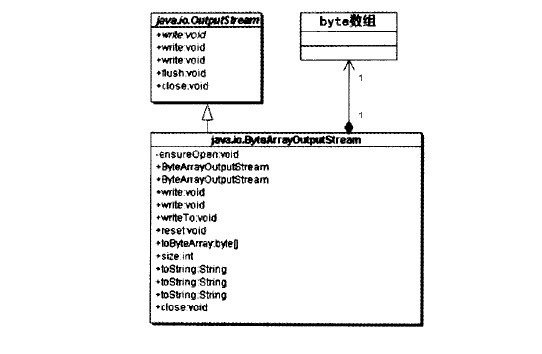 java.io.OutputStream
+write:void
+write:void
+write:void
+flush:void
+close:void
byte数组
1
1
java.io.ByteArrayOutputStream
-ensureOpen:void
+ByteArrayOutputStream
+ByteArrayOutputStream
+write:void
+write:void
+writeTo:void
+reset:void
+toByteArray:byte[]
+size:int
+toString:String
+toString:String
+toString:String
+close:void